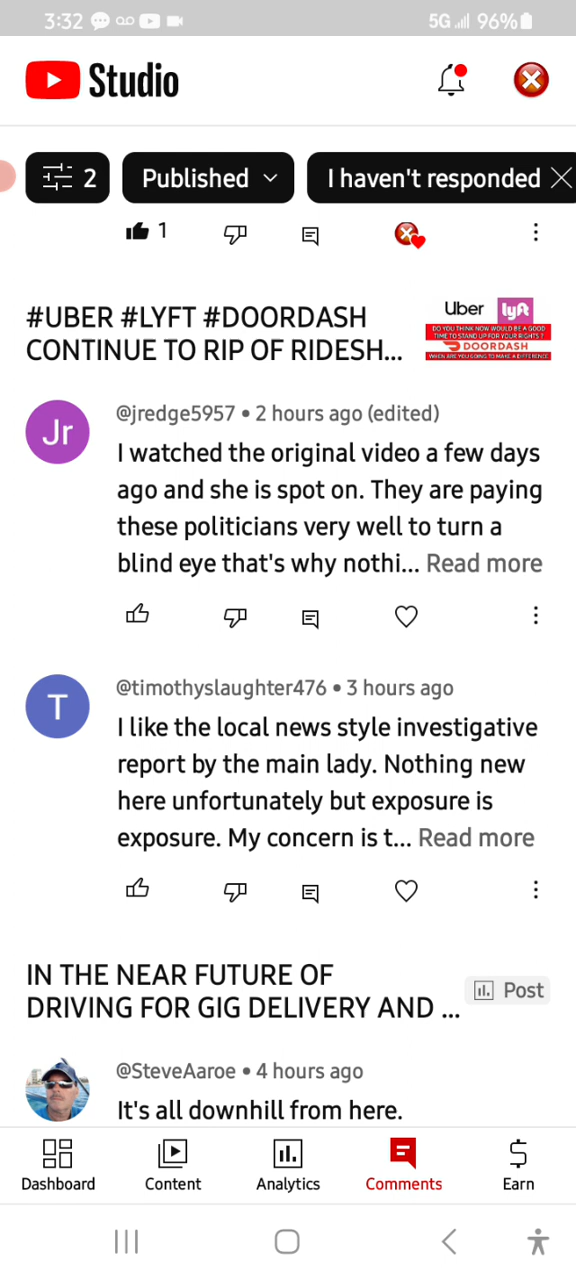 3:32
5G 96%
Studio
2
Published
I haven't responded
1
#UBER #LYFT #DOORDASH
CONTINUE TO RIP OF RIDESH...
Uber lyft
DO YOU THINK NOW WOULD BE A GOOD
TIME TO STAND UP FOR YOUR RIGHTS ?
DOORDASH
WHEN ARE YOU GOING TO MAKE A DIFFERENCE
Jr
@jredge5957 • 2 hours ago (edited)
I watched the original video a few days
ago and she is spot on. They are paying
these politicians very well to turn a
blind eye that's why nothi... Read more
T
@timothyslaughter476 • 3 hours ago
I like the local news style investigative
report by the main lady. Nothing new
here unfortunately but exposure is
exposure. My concern is t... Read more
IN THE NEAR FUTURE OF
DRIVING FOR GIG DELIVERY AND ...
Post
@SteveAaroe • 4 hours ago
It's all downhill from here.
Dashboard
Content
Analytics
Comments
Earn